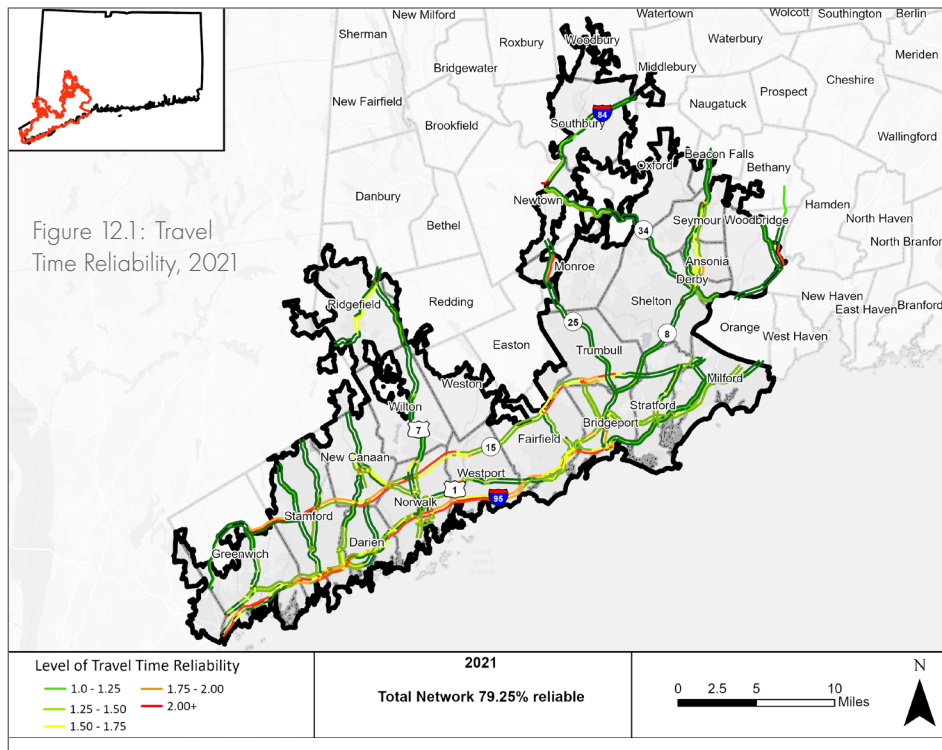 New Milford
Watertown
Wolcott
Southington
Berlin
Sherman
Roxbury
Woodbury
Waterbury
Bridgewater
Middlebury
Meriden
Cheshire
New Fairfield
Prospect
Naugatuck
84
Southbury
Brookfield
Wallingford
Beacon Falls
Oxford
Bethany
Danbury
Newtown
Hamden
Figure 12.1: Travel
Time Reliability, 2021
Bethel
Seymour
Woodbridge
North Haven
34
North Branfor
Ansonia
Monroe
Derby
Ridgefield
Redding
Shelton
New Haven
East Haven
Branford
25
8
Orange
West Haven
Easton
Trumbull
Weston
Milford
Wilton
Stratford
7
Bridgeport
15
Fairfield
New Canaan
Westport
1
95
Norwalk
Stamford
Darien
Greenwich
Level of Travel Time Reliability
1.0 - 1.25
1.25 - 1.50
1.50 - 1.75
1.75 - 2.00
2.00+
2021
Total Network 79.25% reliable
N
0 2.5 5 10
Miles